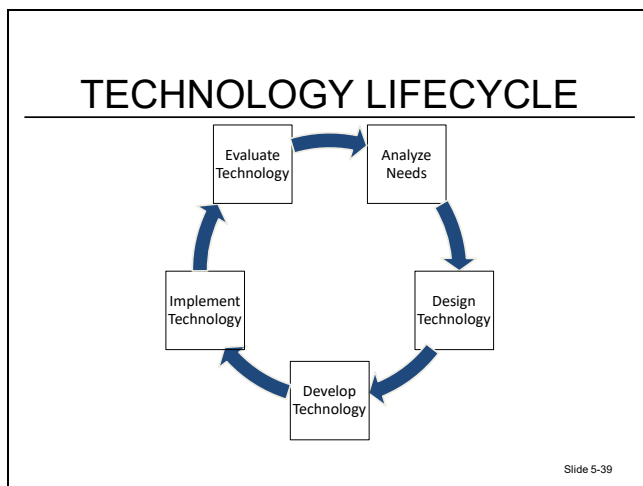 TECHNOLOGY LIFECYCLE
Evaluate
Technology
Analyze
Needs
Design
Technology
Develop
Technology
Implement
Technology
Slide 5-39